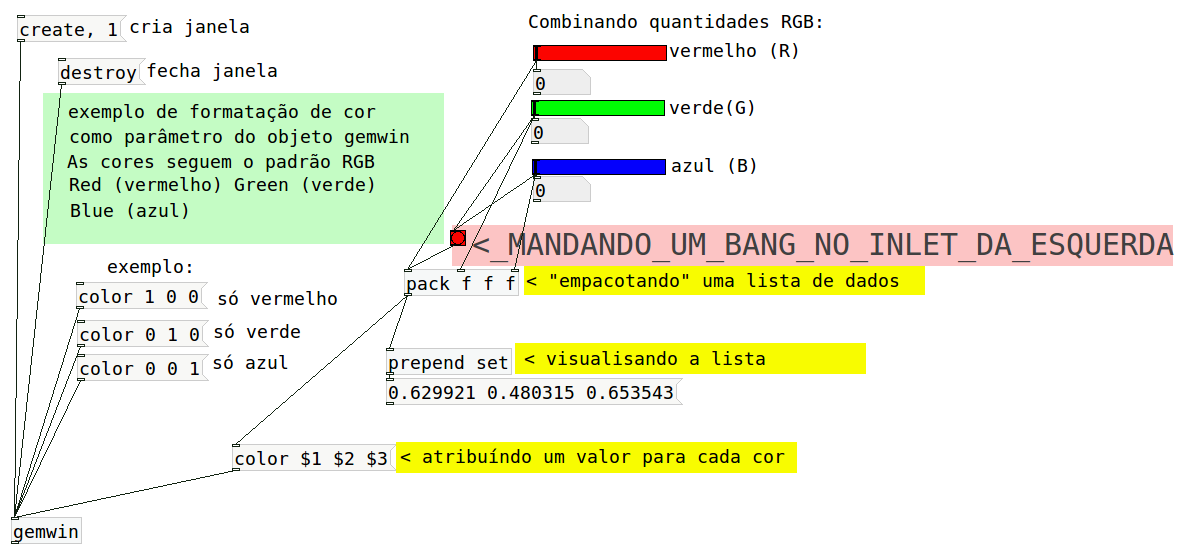 create, 1 cria janela
destroy fecha janela
exemplo de formatação de cor
como parâmetro do objeto gemwin
As cores seguem o padrão RGB
Red (vermelho) Green (verde)
Blue (azul)
exemplo:
color 1 0 0 só vermelho
color 0 1 0 só verde
color 0 0 1 só azul
Combinando quantidades RGB:
vermelho (R)
0
verde(G)
0
azul (B)
0
<_MANDANDO_UM_BANG_NO_INLET_DA_ESQUERDA
pack f f f < "empacotando" uma lista de dados
prepend set < visualisando a lista
0.629921 0.480315 0.653543
color $1 $2 $3 < atribuíndo um valor para cada cor
gemwin